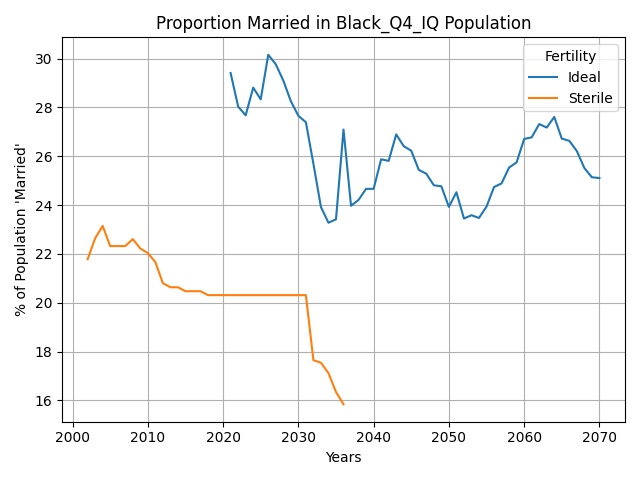 Proportion Married in Black_Q4_IQ Population
% of Population 'Married'
30
28
26
24
22
20
18
16
Fertility
Ideal
Sterile
2000 2010 2020 2030 2040 2050 2060 2070
Years